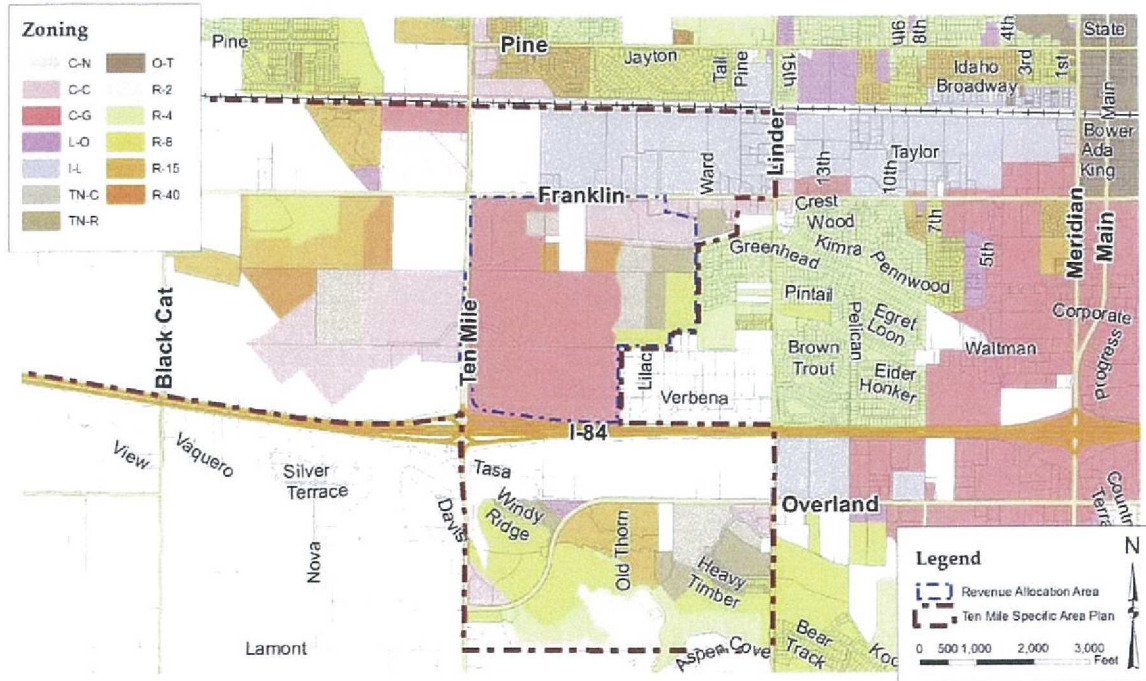 Zoning
C-N
C-C
C-G
L-O
I-L
TN-C
TN-R
O-T
R-2
R-4
R-8
R-15
R-40
Pine
Pine
Jayton
Tall
Pine
15th
9th
8th
4th
State
Idaho
Broadway
3rd
1st
Main
Linder
Ward
13th
10th
Taylor
Bower
Ada
King
Franklin
Crest
Wood
Kimra
Pennwood
Greenhead
7th
5th
Meridian
Main
Black Cat
Ten Mile
Pintail
Pelican
Egret
Loon
Brown
Trout
Eider
Honker
Waltman
Corporate
Progress
Lilac
Verbena
I-84
View
Vaquero
Silver
Terrace
Nova
Lamont
Tasa
Davis
Windy
Ridge
Old Thorn
Heavy
Timber
Aspen Cove
Overland
Bear
Track
Legend
Revenue Allocation Area
Ten Mile Specific Area Plan
0 500 1,000 2,000 3,000
Feet
N